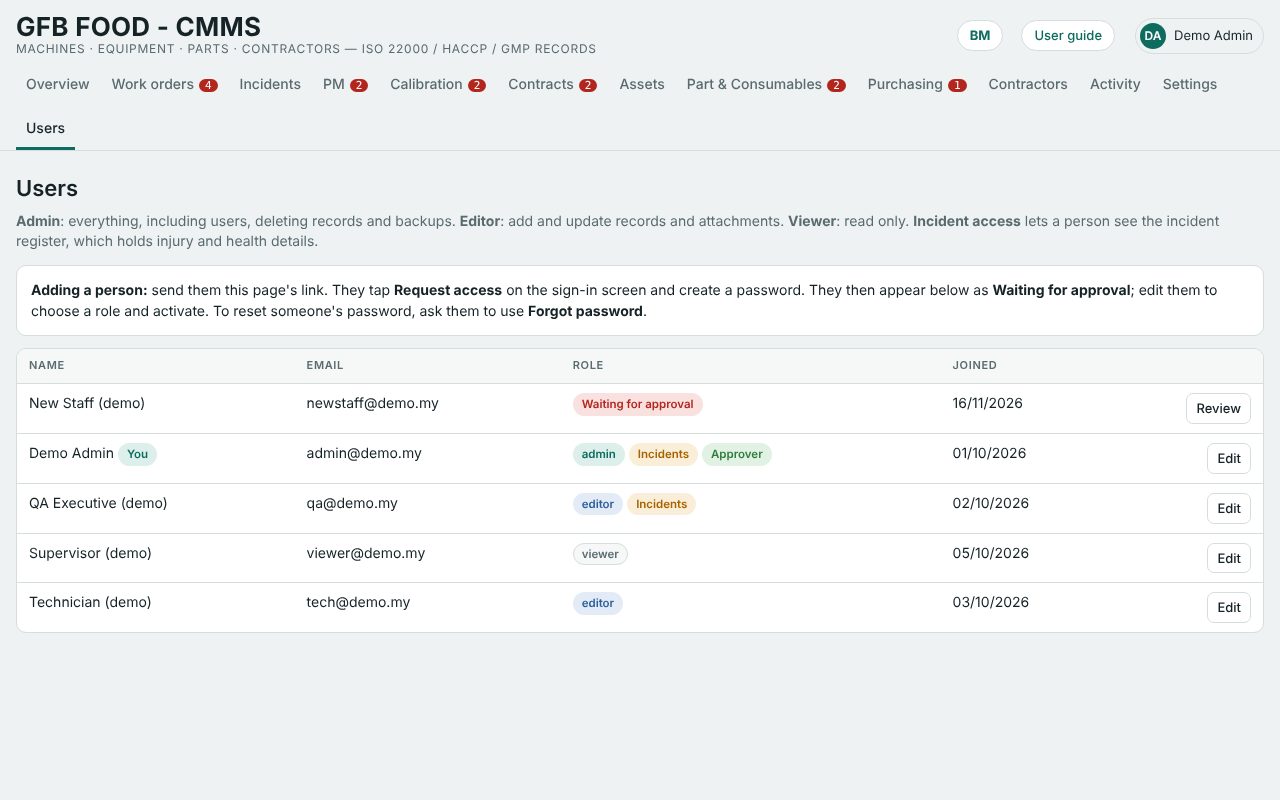 GFB FOOD - CMMS
MACHINES · EQUIPMENT · PARTS · CONTRACTORS — ISO 22000 / HACCP / GMP RECORDS
BM
User guide
DA Demo Admin
Overview Work orders 4 Incidents PM 2 Calibration 2 Contracts 2 Assets Part & Consumables 2 Purchasing 1 Contractors Activity Settings
Users
Users
Admin: everything, including users, deleting records and backups. Editor: add and update records and attachments. Viewer: read only. Incident access lets a person see the incident
register, which holds injury and health details.
Adding a person: send them this page's link. They tap Request access on the sign-in screen and create a password. They then appear below as Waiting for approval; edit them to
choose a role and activate. To reset someone's password, ask them to use Forgot password.
NAME EMAIL ROLE JOINED
New Staff (demo) newstaff@demo.my Waiting for approval 16/11/2026 Review
Demo Admin You admin@demo.my admin Incidents Approver 01/10/2026 Edit
QA Executive (demo) qa@demo.my editor Incidents 02/10/2026 Edit
Supervisor (demo) viewer@demo.my viewer 05/10/2026 Edit
Technician (demo) tech@demo.my editor 03/10/2026 Edit